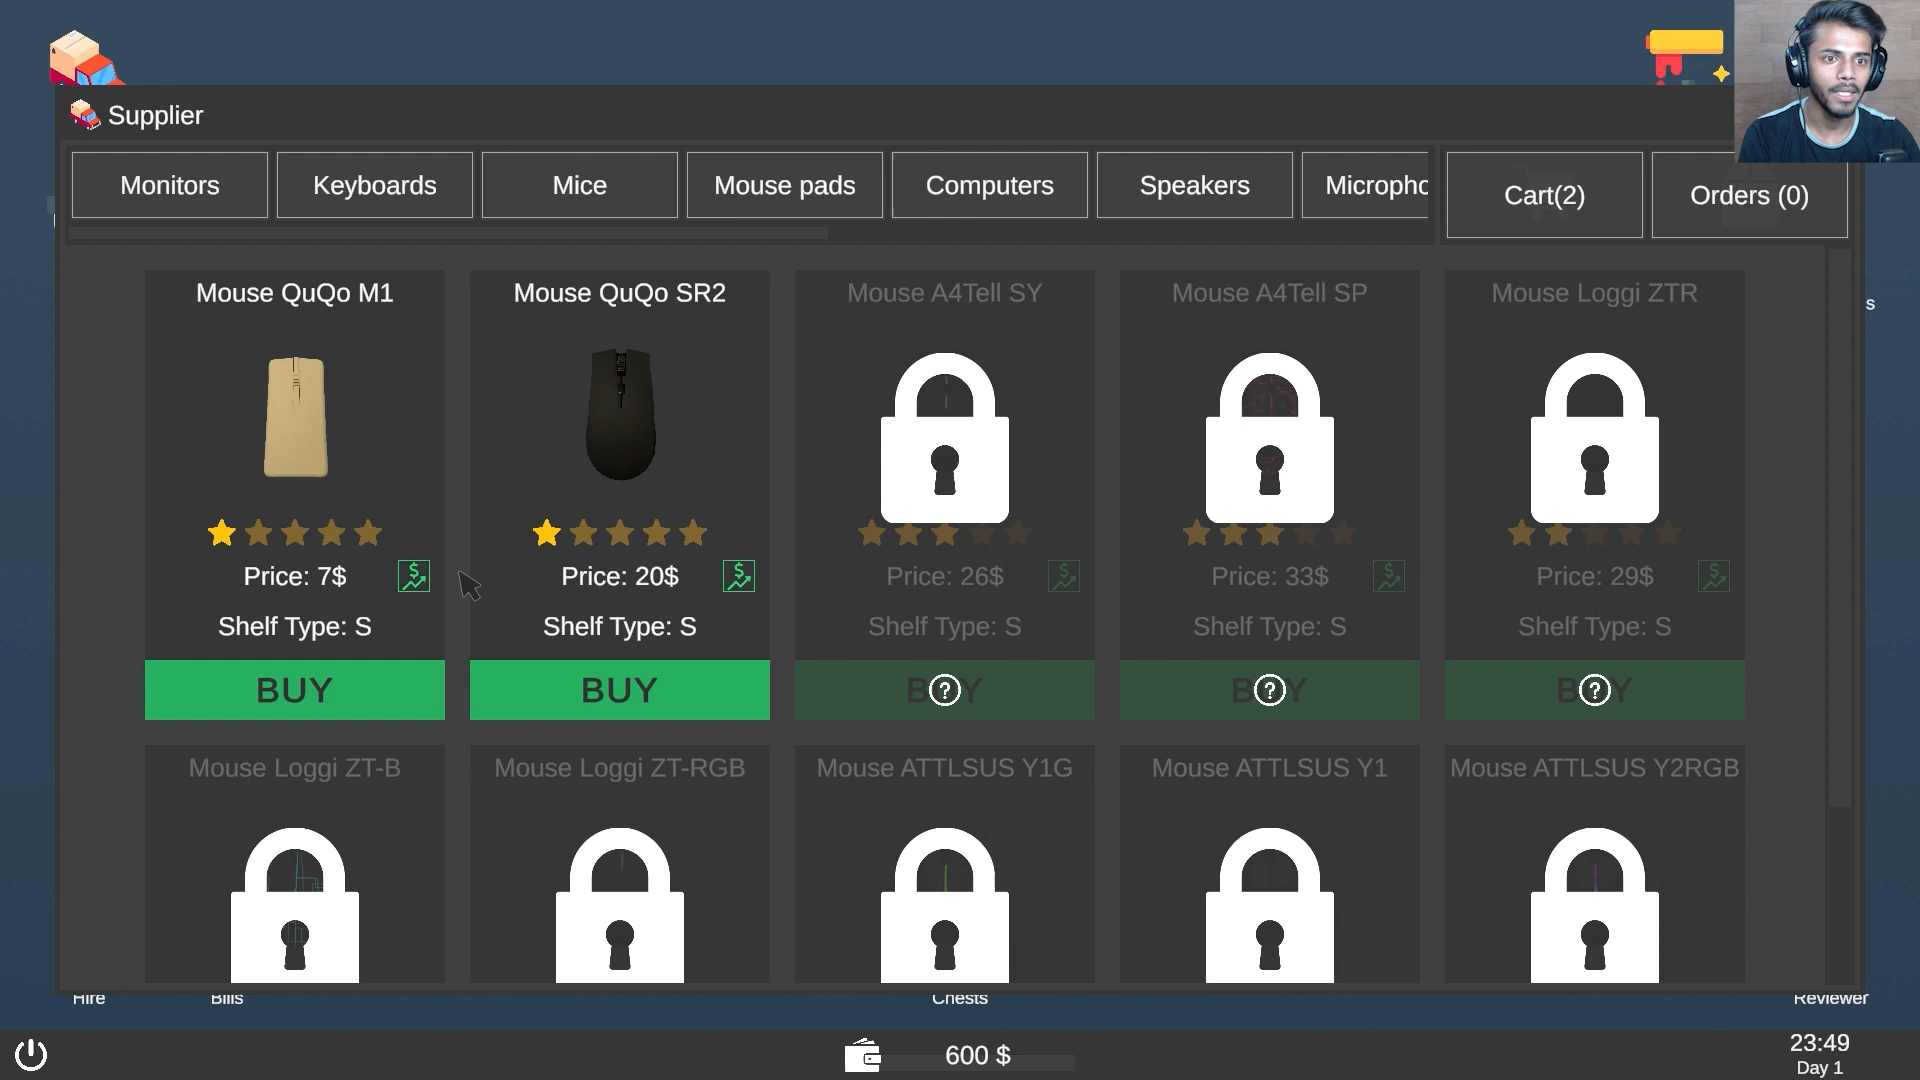 Supplier
Monitors
Keyboards
Mice
Mouse pads
Computers
Speakers
Micropho
Cart(2)
Orders (0)
Mouse QuQo M1
Mouse QuQo SR2
Mouse A4Tell SY
Mouse A4Tell SP
Mouse Loggi ZTR
s
Price: 7$
Price: 20$
Price: 26$
Price: 33$
Price: 29$
Shelf Type: S
Shelf Type: S
Shelf Type: S
Shelf Type: S
Shelf Type: S
BUY
BUY
BUY
BUY
BUY
Mouse Loggi ZT-B
Mouse Loggi ZT-RGB
Mouse ATTLSUS Y1G
Mouse ATTLSUS Y1
Mouse ATTLSUS Y2RGB
Hire
Bills
Chests
Reviewer
600 $
23:49
Day 1